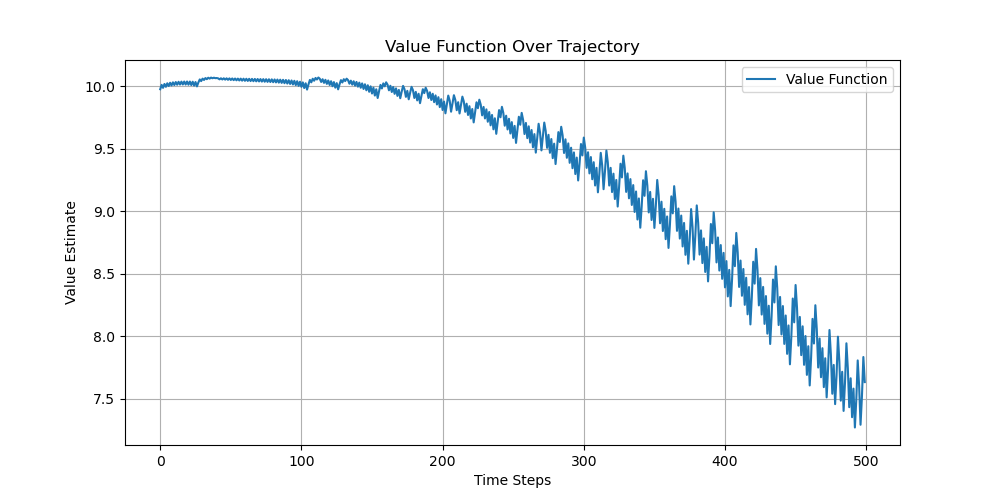 Value Function Over Trajectory
Value Function
10.0
9.5
9.0
8.5
8.0
7.5
Value Estimate
0 100 200 300 400 500
Time Steps